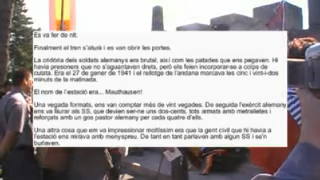 Es va fer de nit.
Finalment el tren s'aturà i es van obrir les portes.
La cridòria dels soldats alemanys era brutal, així com les patades que ens pegaven. Hi
havia presoners que no s'aguantaven drets, però els feien incorporar-se a colps de
culata. Era el 27 de gener de 1941 i el rellotge de l'andana marcava les cinc i vint-i-dos
minuts de la matinada.
El nom de l'estació era... Mauthausen!
Una vegada formats, ens van comptar més de vint vegades. De seguida l'exèrcit alemany
ens va lliurar als SS, que devien ser-ne uns dos-cents, tots armats amb metralletes i
reforçats amb un gos pastor alemany per cada quatre d'ells.
Una altra cosa que em va impressionar moltíssim era que la gent civil que hi havia a
l'estació ens mirava amb menyspreu. De tant en tant parlaven amb algun SS i se'n
burlaven.